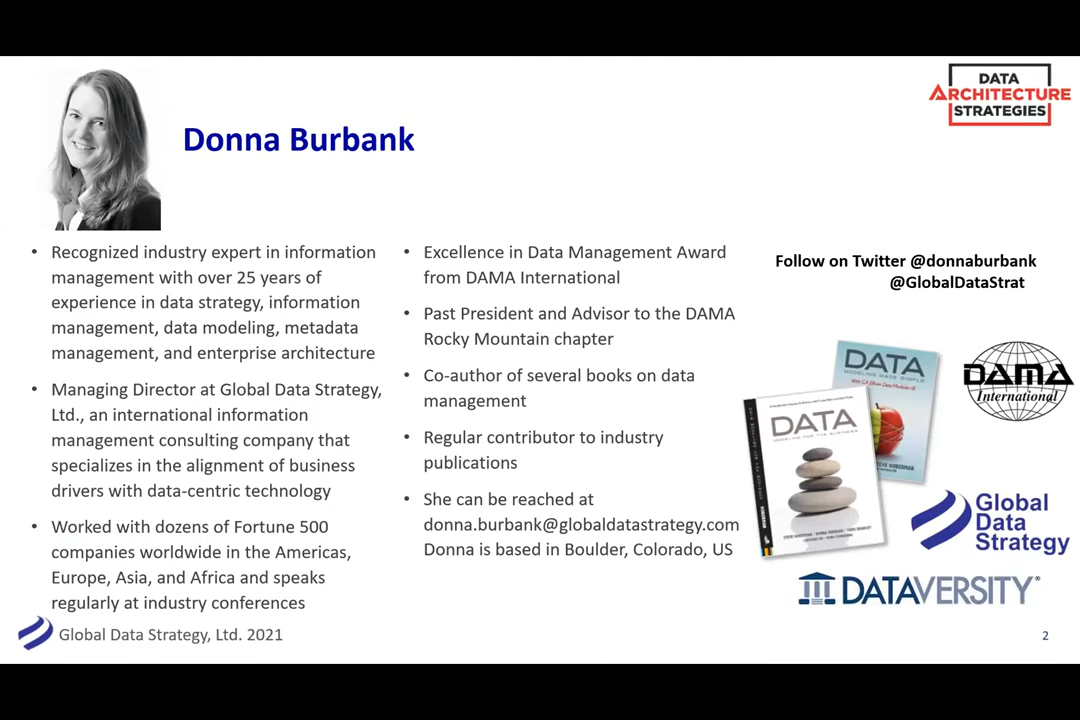 DATA
ARCHITECTURE
STRATEGIES
Donna Burbank
• Recognized industry expert in information
management with over 25 years of
experience in data strategy, information
management, data modeling, metadata
management, and enterprise architecture
• Managing Director at Global Data Strategy,
Ltd., an international information
management consulting company that
specializes in the alignment of business
drivers with data-centric technology
• Worked with dozens of Fortune 500
companies worldwide in the Americas,
Europe, Asia, and Africa and speaks
regularly at industry conferences
• Excellence in Data Management Award
from DAMA International
• Past President and Advisor to the DAMA
Rocky Mountain chapter
• Co-author of several books on data
management
• Regular contributor to industry
publications
• She can be reached at
donna.burbank@globaldatastrategy.com
Donna is based in Boulder, Colorado, US
Follow on Twitter @donnaburbank
@GlobalDataStrat
DATA
MODELING MADE SIMPLE
DATA
MODELING FOR THE BUSINESS
DAMA
International
Global
Data
Strategy
DATAVERSITY®
Global Data Strategy, Ltd. 2021
2